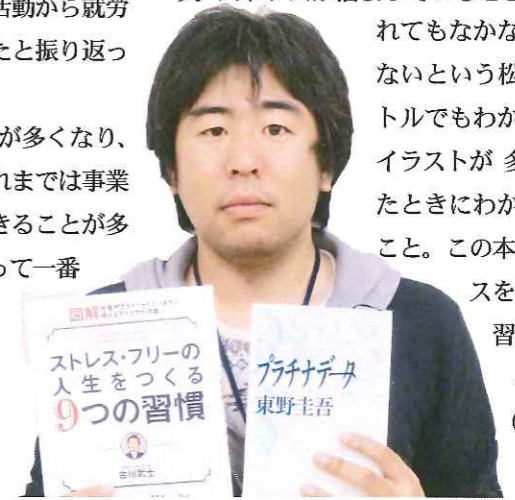 活動から就労
たと振り返っ
が多くなり、
れまでは事業
きることが多
って一番
れてもなかな
ないという松
トルでもわか
イラストが 多
たときにわか
こと。この本
スを
習
図解
ストレス・フリーの
人生をつくる
9つの習慣
古川武士
プラチナデータ
東野圭吾